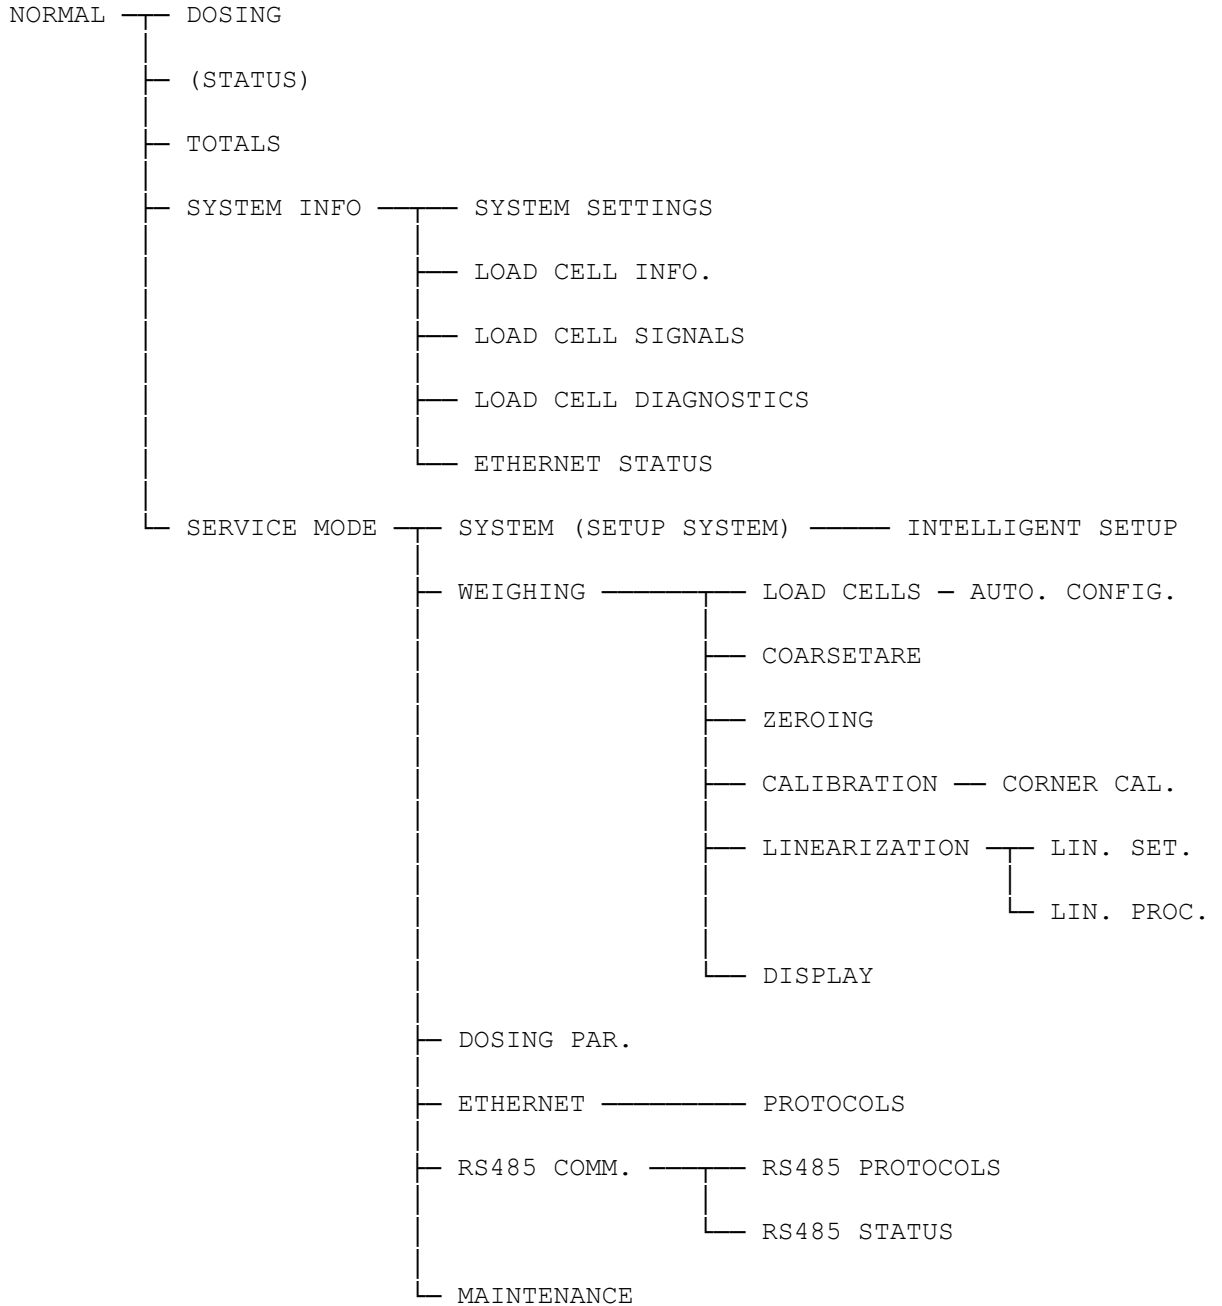 NORMAL DOSING
(STATUS)
TOTALS
SYSTEM INFO SYSTEM SETTINGS
LOAD CELL INFO.
LOAD CELL SIGNALS
LOAD CELL DIAGNOSTICS
ETHERNET STATUS
SERVICE MODE SYSTEM (SETUP SYSTEM) INTELLIGENT SETUP
WEIGHING LOAD CELLS AUTO. CONFIG.
COARSETARE
ZEROING
CALIBRATION CORNER CAL.
LINEARIZATION LIN. SET.
LIN. PROC.
DISPLAY
DOSING PAR.
ETHERNET PROTOCOLS
RS485 COMM. RS485 PROTOCOLS
RS485 STATUS
MAINTENANCE